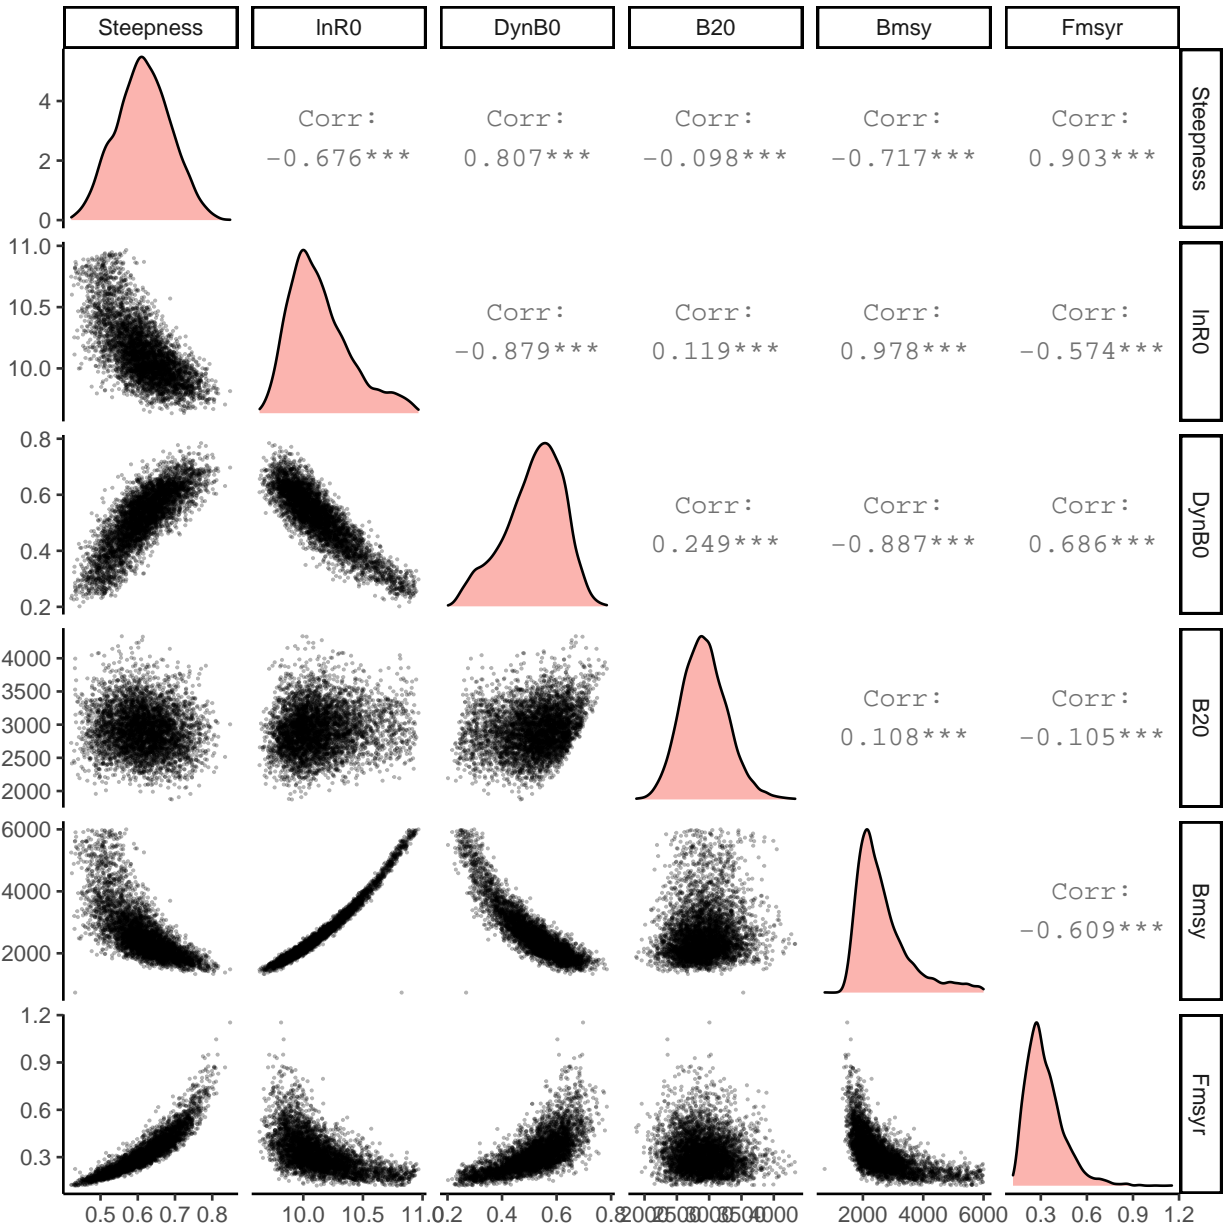 Steepness lnR0 DynB0 B20 Bmsy Fmsyr
4
2
0
Corr: Corr: Corr: Corr: Corr:
-0.676*** 0.807*** -0.098*** -0.717*** 0.903***
Steepness
11.0
10.5
10.0
Corr: Corr: Corr: Corr:
-0.879*** 0.119*** 0.978*** -0.574***
lnR0
0.8
0.6
0.4
0.2
Corr: Corr: Corr:
0.249*** -0.887*** 0.686***
DynB0
4000
3500
3000
2500
2000
Corr: Corr:
0.108*** -0.105***
B20
6000
4000
2000
Corr:
-0.609***
Bmsy
1.2
0.9
0.6
0.3
Fmsyr
0.5 0.6 0.7 0.8 10.0 10.5 11.0 0.2 0.4 0.6 0.8 2000 2500 3000 3500 4000 2000 4000 6000 0.3 0.6 0.9 1.2